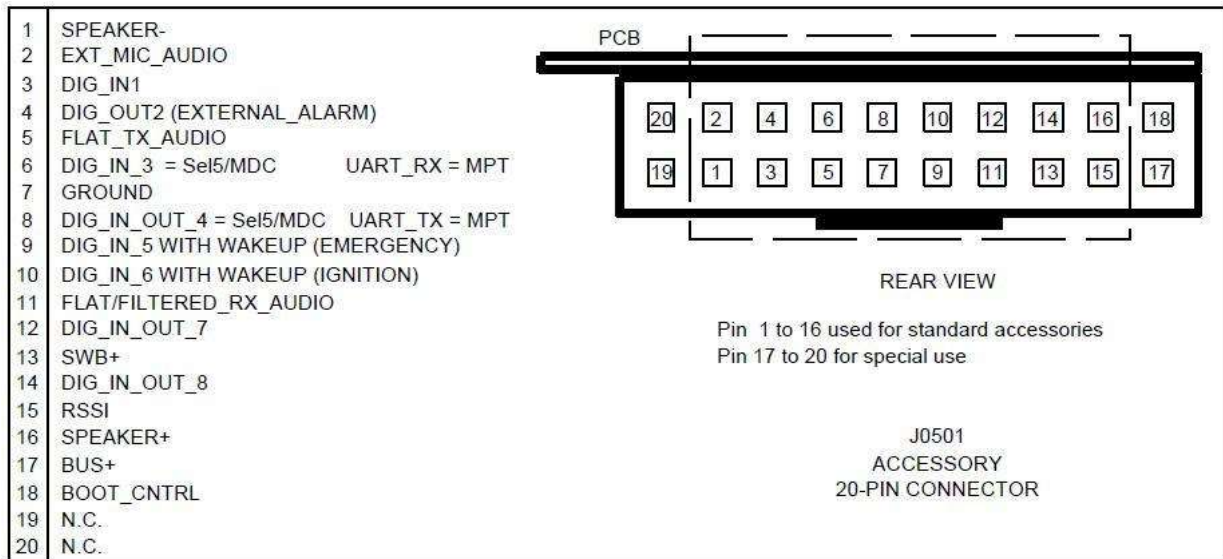 1 SPEAKER-
2 EXT_MIC_AUDIO
3 DIG_IN1
4 DIG_OUT2 (EXTERNAL_ALARM)
5 FLAT_TX_AUDIO
6 DIG_IN_3 = Sel5/MDC UART_RX = MPT
7 GROUND
8 DIG_IN_OUT_4 = Sel5/MDC UART_TX = MPT
9 DIG_IN_5 WITH WAKEUP (EMERGENCY)
10 DIG_IN_6 WITH WAKEUP (IGNITION)
11 FLAT/FILTERED_RX_AUDIO
12 DIG_IN_OUT_7
13 SWB+
14 DIG_IN_OUT_8
15 RSSI
16 SPEAKER+
17 BUS+
18 BOOT_CNTRL
19 N.C.
20 N.C.
PCB
20 2 4 6 8 10 12 14 16 18
19 1 3 5 7 9 11 13 15 17
REAR VIEW
Pin 1 to 16 used for standard accessories
Pin 17 to 20 for special use
J0501
ACCESSORY
20-PIN CONNECTOR